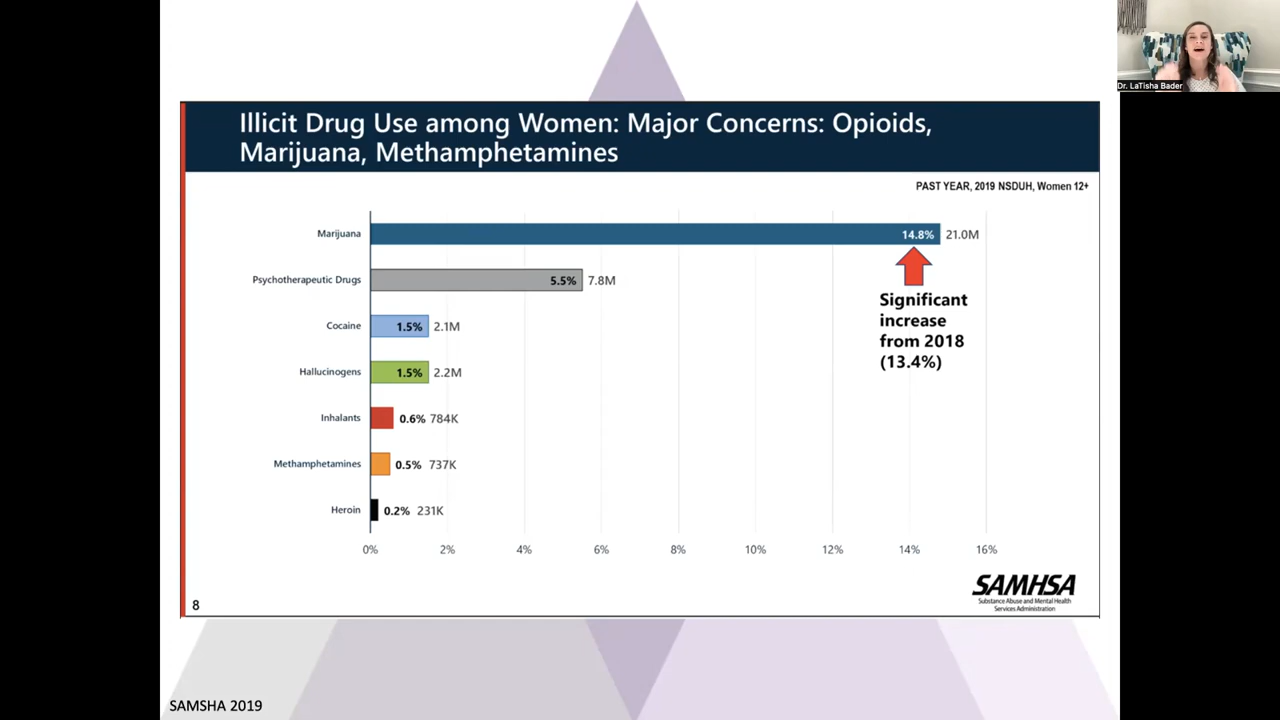 Dr. LaTisha Bader
Illicit Drug Use among Women: Major Concerns: Opioids,
Marijuana, Methamphetamines
PAST YEAR, 2019 NSDUH, Women 12+
Marijuana 14.8% 21.0M
Psychotherapeutic Drugs 5.5% 7.8M
Significant
increase
from 2018
(13.4%)
Cocaine 1.5% 2.1M
Hallucinogens 1.5% 2.2M
Inhalants 0.6% 784K
Methamphetamines 0.5% 737K
Heroin 0.2% 231K
0% 2% 4% 6% 8% 10% 12% 14% 16%
SAMHSA
Substance Abuse and Mental Health
Services Administration
8
SAMSHA 2019